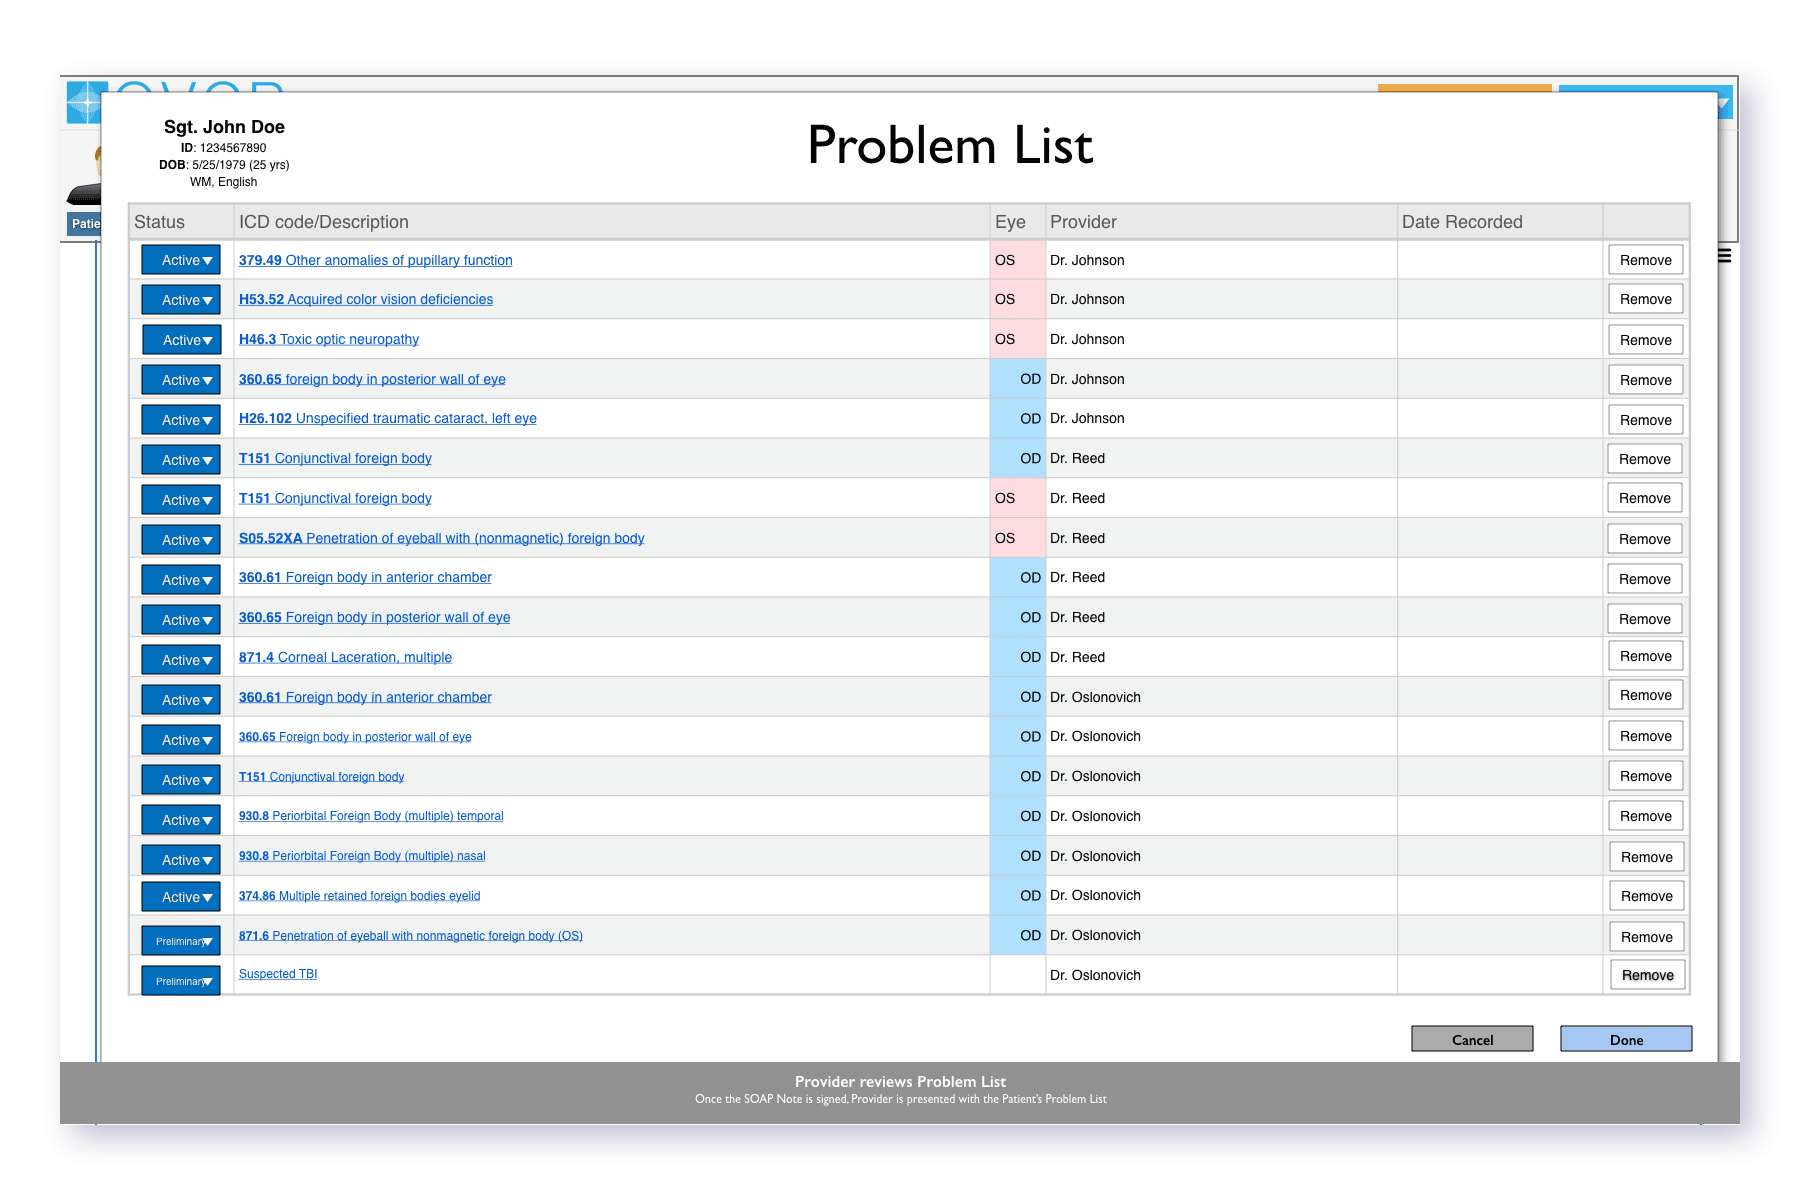 Sgt. John Doe
ID: 1234567890
DOB: 5/25/1979 (25 yrs)
WM, English
Problem List
Patie
Status ICD code/Description Eye Provider Date Recorded
Active 379.49 Other anomalies of pupillary function OS Dr. Johnson Remove
Active H53.52 Acquired color vision deficiencies OS Dr. Johnson Remove
Active H46.3 Toxic optic neuropathy OS Dr. Johnson Remove
Active 360.65 foreign body in posterior wall of eye OD Dr. Johnson Remove
Active H26.102 Unspecified traumatic cataract, left eye OD Dr. Johnson Remove
Active T151 Conjunctival foreign body OD Dr. Reed Remove
Active T151 Conjunctival foreign body OS Dr. Reed Remove
Active S05.52XA Penetration of eyeball with (nonmagnetic) foreign body OS Dr. Reed Remove
Active 360.61 Foreign body in anterior chamber OD Dr. Reed Remove
Active 360.65 Foreign body in posterior wall of eye OD Dr. Reed Remove
Active 871.4 Corneal Laceration, multiple OD Dr. Reed Remove
Active 360.61 Foreign body in anterior chamber OD Dr. Oslonovich Remove
Active 360.65 Foreign body in posterior wall of eye OD Dr. Oslonovich Remove
Active T151 Conjunctival foreign body OD Dr. Oslonovich Remove
Active 930.8 Periorbital Foreign Body (multiple) temporal OD Dr. Oslonovich Remove
Active 930.8 Periorbital Foreign Body (multiple) nasal OD Dr. Oslonovich Remove
Active 374.86 Multiple retained foreign bodies eyelid OD Dr. Oslonovich Remove
Preliminary 871.6 Penetration of eyeball with nonmagnetic foreign body (OS) OD Dr. Oslonovich Remove
Preliminary Suspected TBI Dr. Oslonovich Remove
Cancel Done
Provider reviews Problem List
Once the SOAP Note is signed, Provider is presented with the Patient's Problem List